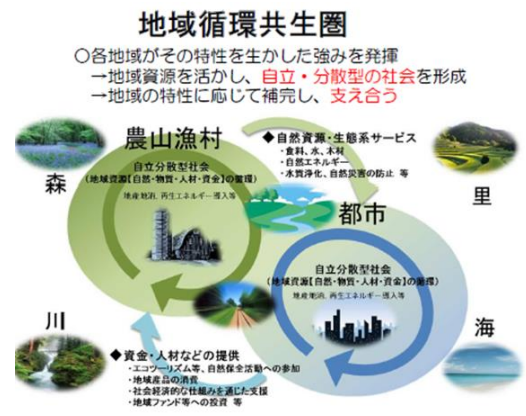 地域循環共生圏
○各地域がその特性を生かした強みを発揮
→地域資源を活かし、自立・分散型の社会を形成
→地域の特性に応じて補完し、支え合う
農山漁村
自立分散型社会
(地域資源【自然・物質・人材・資金】の循環)
地産地消、再生エネルギー導入等
◆自然資源・生態系サービス
・食料、水、木材
・自然エネルギー
・水質浄化、自然災害の防止 等
森
里
都市
自立分散型社会
(地域資源【自然・物質・人材・資金】の循環)
地産地消、再生エネルギー導入等
川
海
◆資金・人材などの提供
・エコツーリズム等、自然保全活動への参加
・地域産品の消費
・社会経済的な仕組みを通じた支援
・地域ファンド等への投資 等